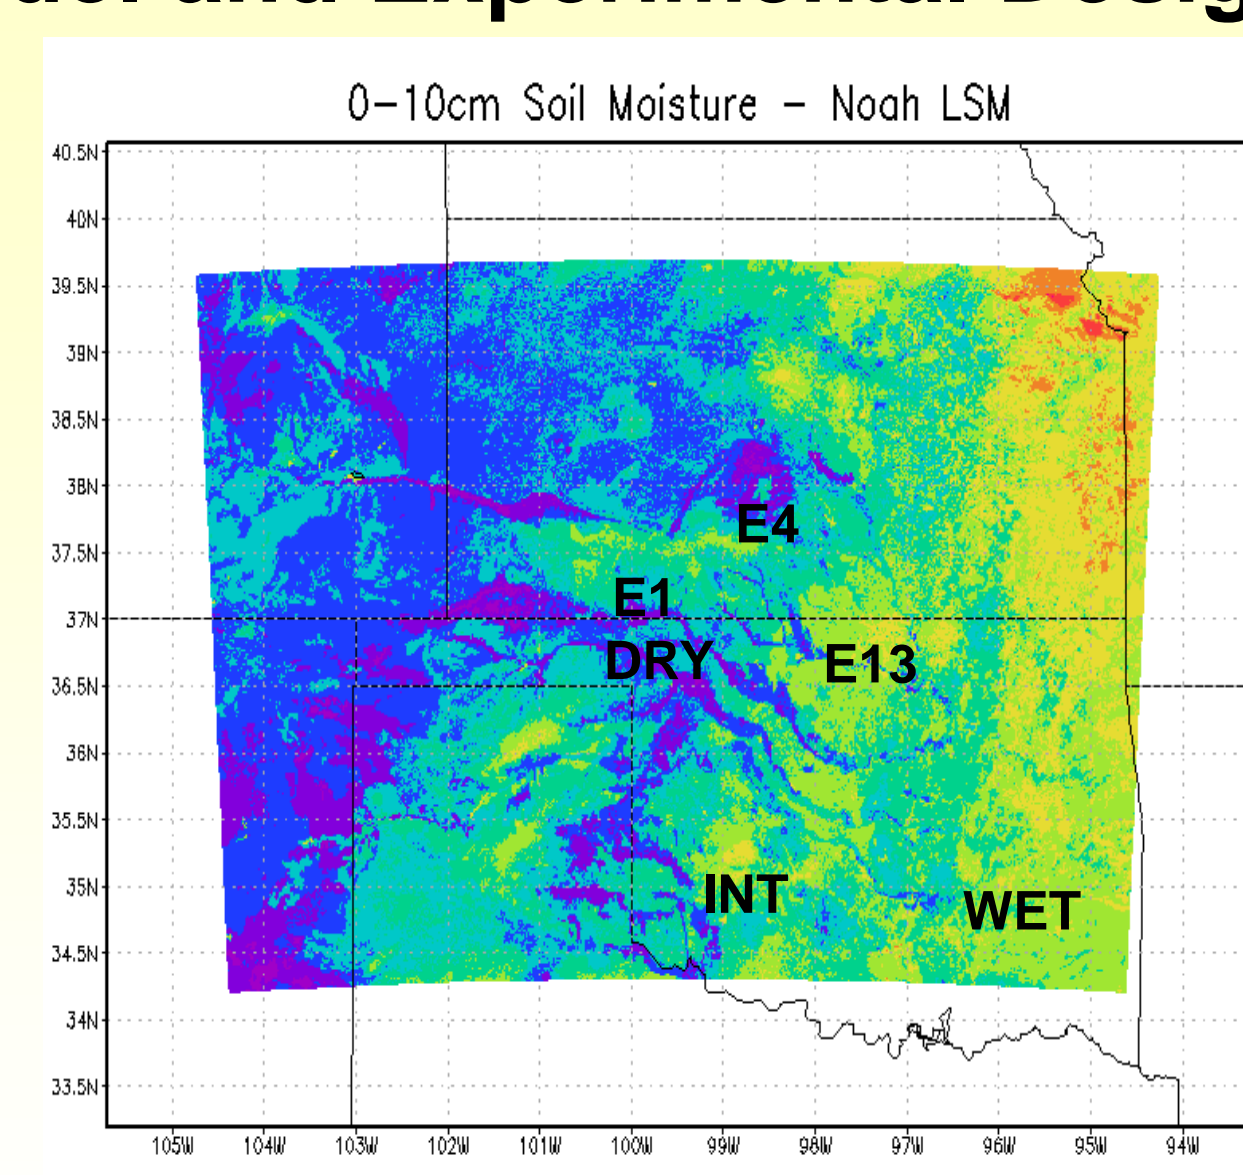 and Experimental
0-10cm Soil Moisture - Noah LSM
40.5N
40N
39.5N
39N
38.5N
38N
E4
37.5N
E1
37N
DRY
E13
36.5N
36N
35.5N
35N
INT
WET
34.5N
34N
33.5N
105W 104W 103W 102W 101W 100W 99W 98W 97W 96W 95W 94W